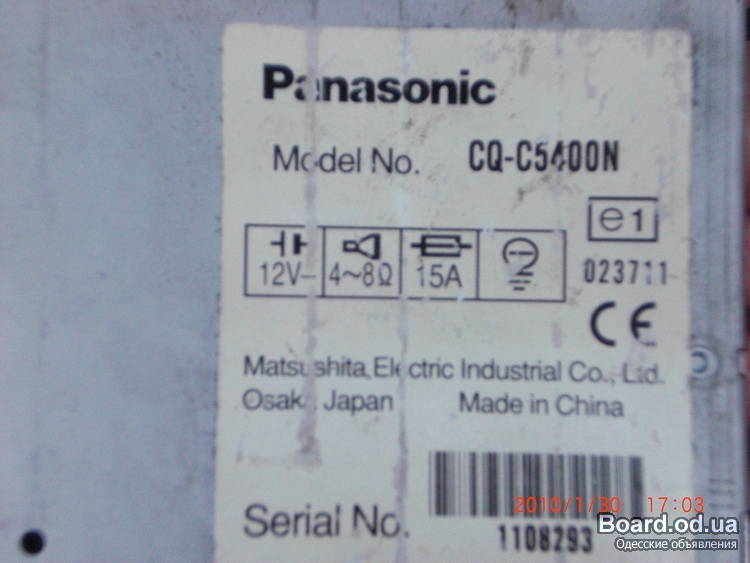 Panasonic
Model No. CQ-C5400N
e1
12V 4~8Ω 15A
023711
CE
Matsushita Electric Industrial Co., Ltd.
Osaka Japan Made in China
2010/1/30 17:03
Serial No. 1108293
Board.od.ua
Одесские объявления